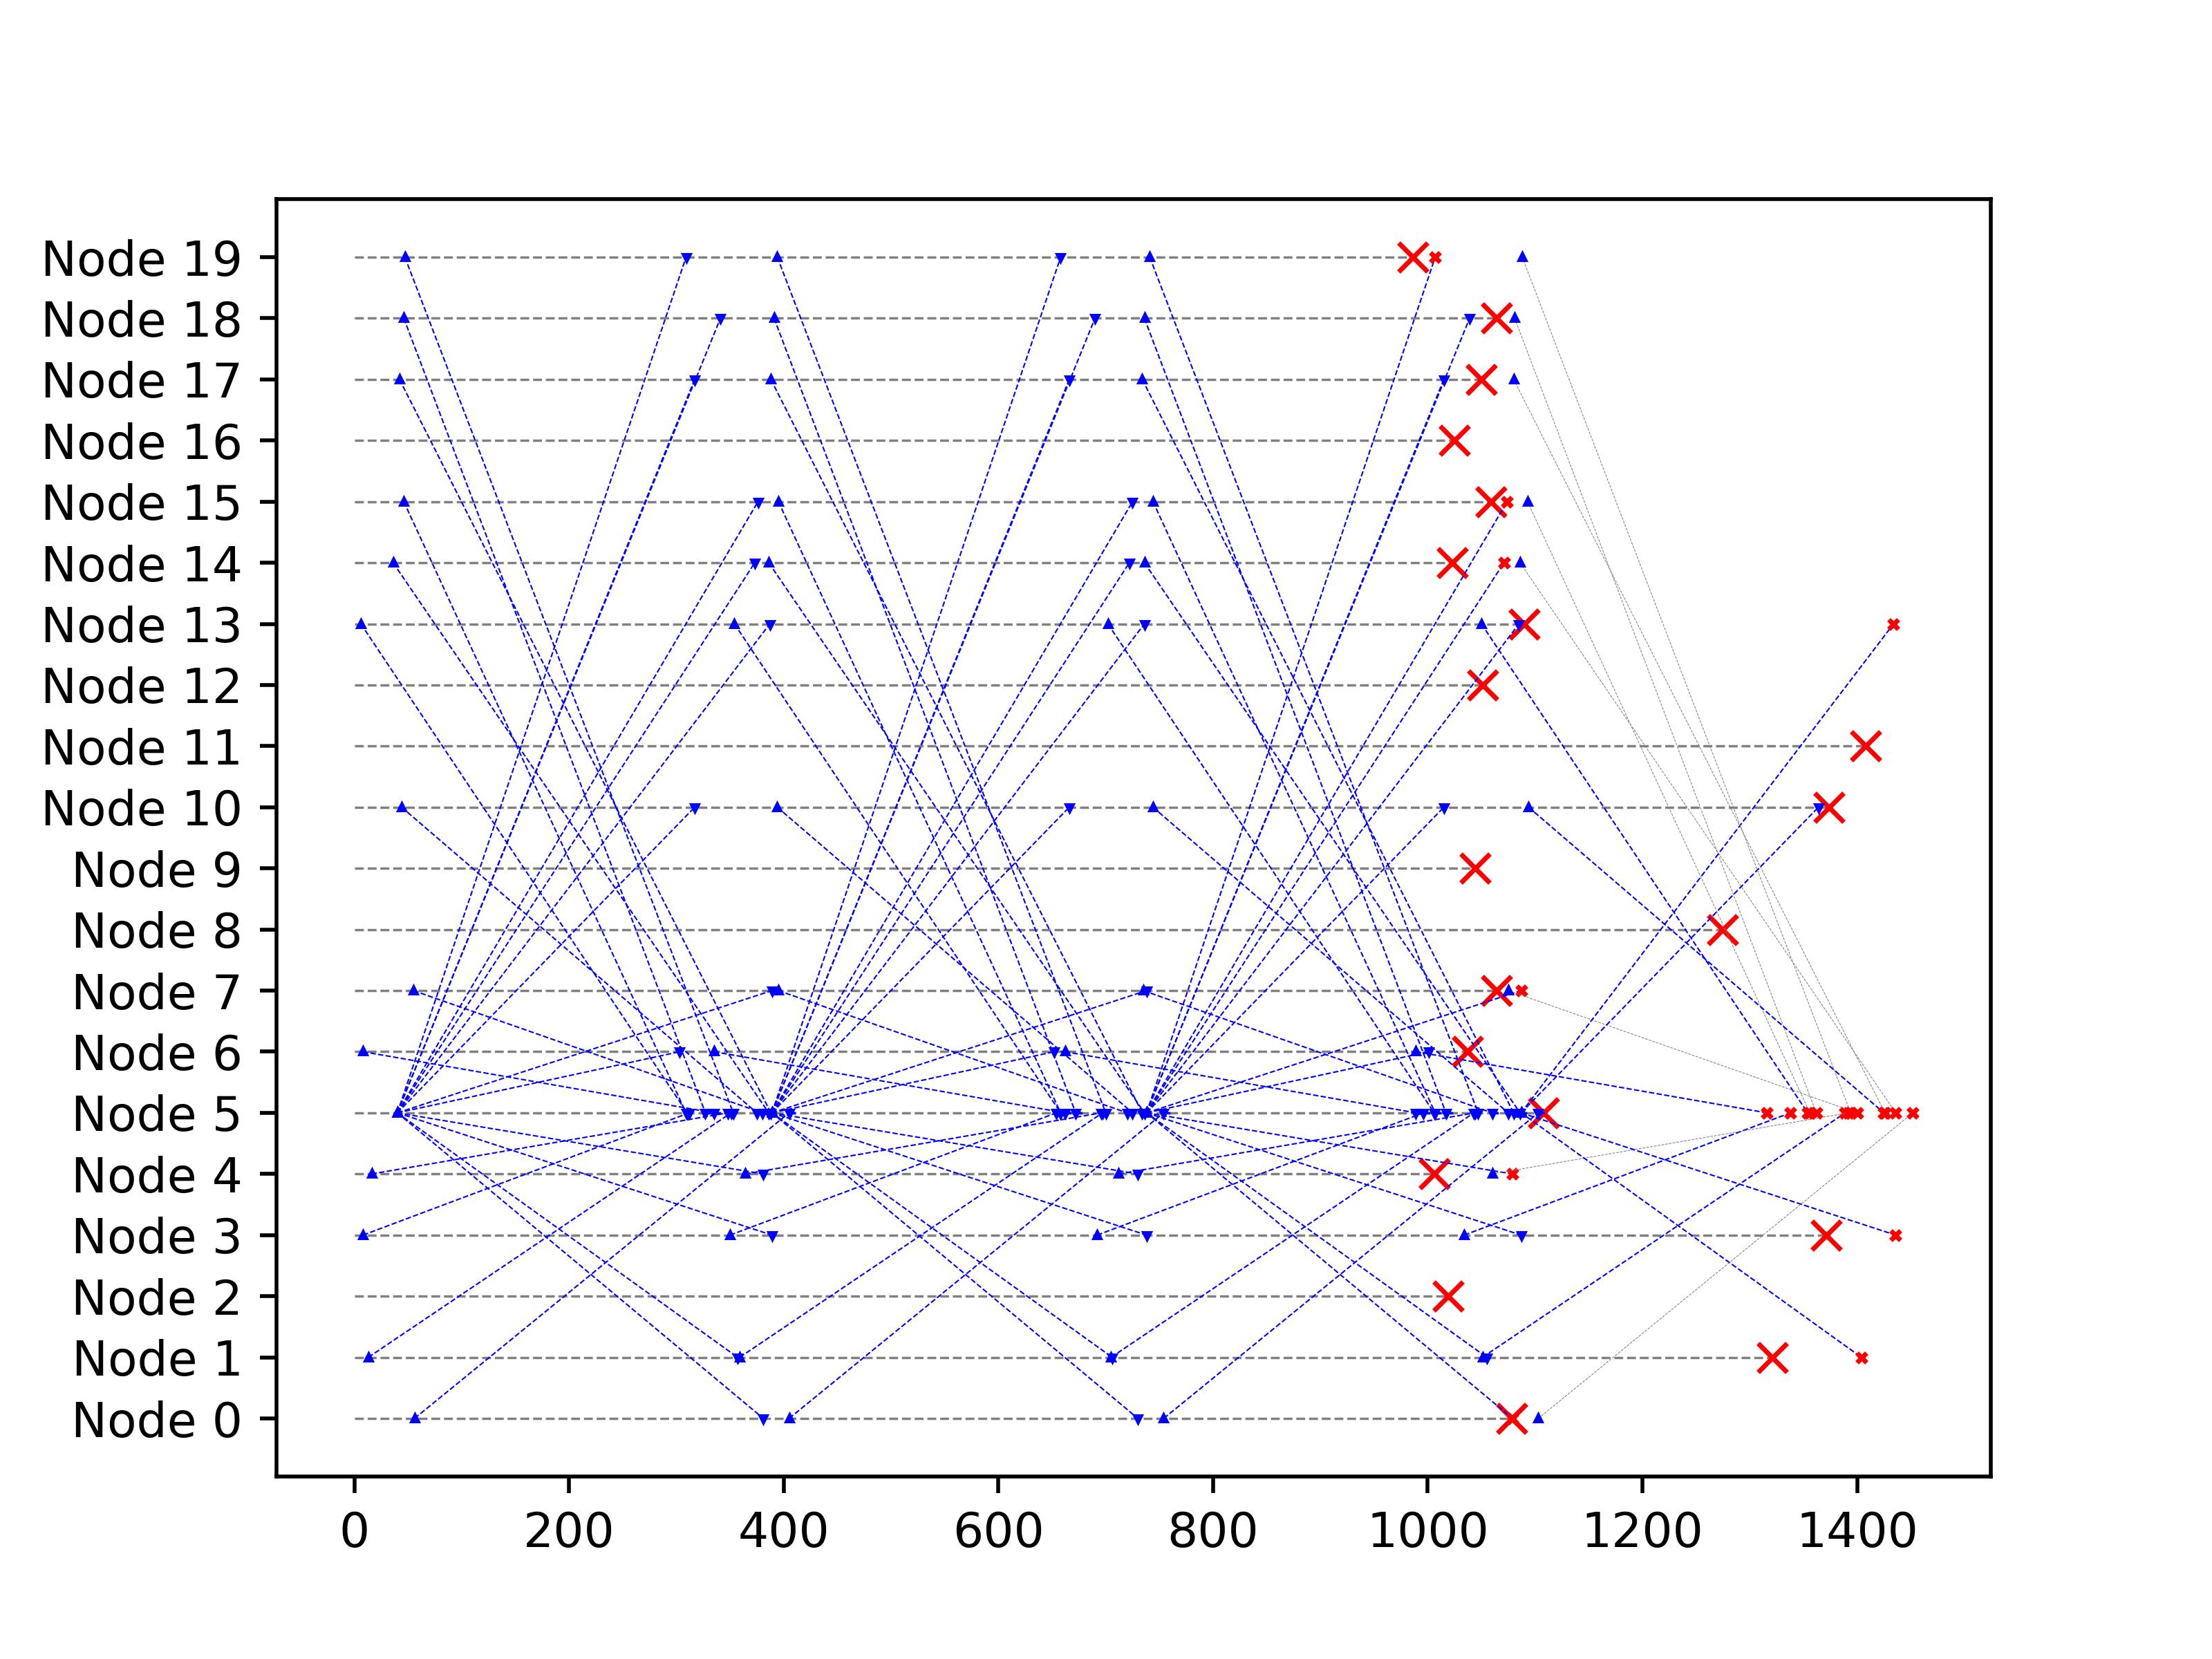 Node 19
Node 18
Node 17
Node 16
Node 15
Node 14
Node 13
Node 12
Node 11
Node 10
Node 9
Node 8
Node 7
Node 6
Node 5
Node 4
Node 3
Node 2
Node 1
Node 0
0 200 400 600 800 1000 1200 1400